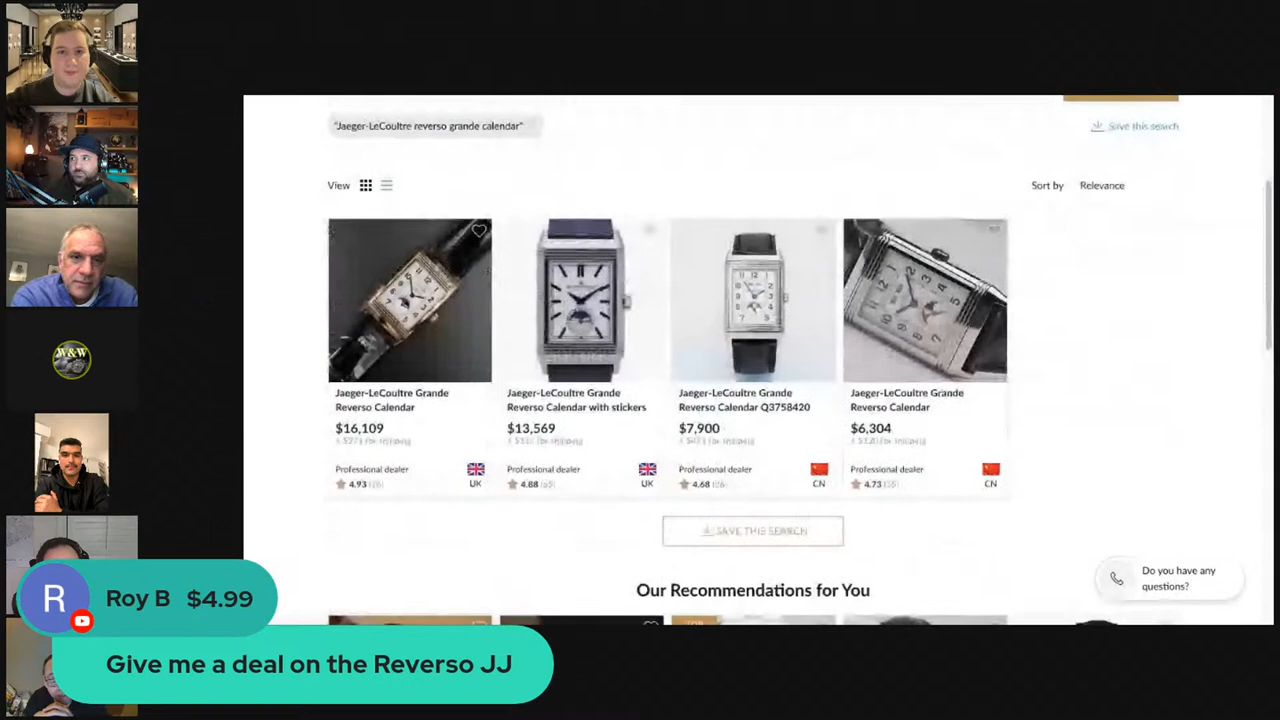 "Jaeger-LeCoultre reverso grande calendar"
Save this search
View
Sort by Relevance
Jaeger-LeCoultre Grande
Reverso Calendar
$16,109
Professional dealer
4.93
UK
Jaeger-LeCoultre Grande
Reverso Calendar with stickers
$13,569
Professional dealer
4.88
UK
Jaeger-LeCoultre Grande
Reverso Calendar Q3758420
$7,900
Professional dealer
4.68
CN
Jaeger-LeCoultre Grande
Reverso Calendar
$6,304
Professional dealer
4.73
CN
SAVE THIS SEARCH
Our Recommendations for You
Do you have any
questions?
W&W
R
Roy B $4.99
Give me a deal on the Reverso JJ